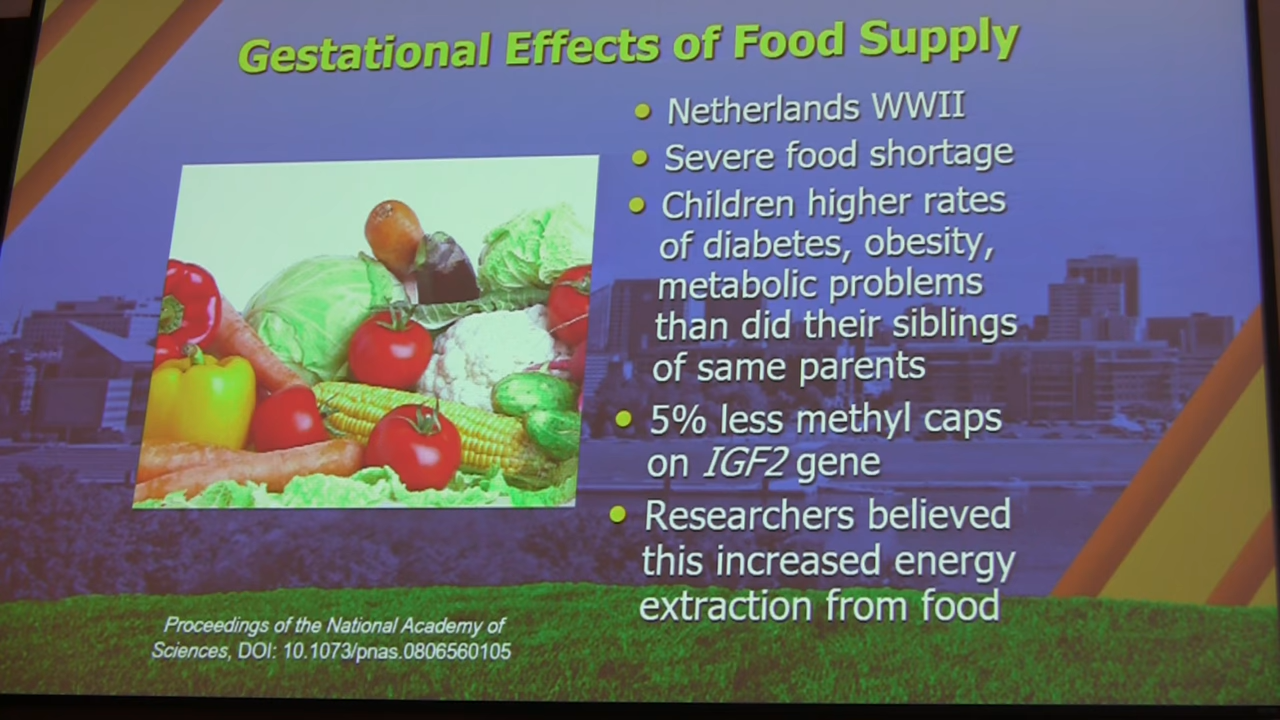 Gestational Effects of Food Supply
• Netherlands WWII
• Severe food shortage
• Children higher rates
of diabetes, obesity,
metabolic problems
than did their siblings
of same parents
• 5% less methyl caps
on IGF2 gene
• Researchers believed
this increased energy
extraction from food
Proceedings of the National Academy of
Sciences, DOI: 10.1073/pnas.0806560105